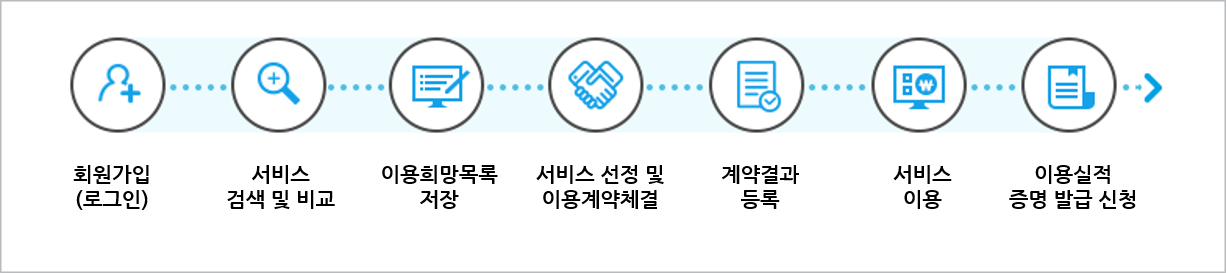 회원가입
(로그인)
서비스
검색 및 비교
이용희망목록
저장
서비스 선정 및
이용계약체결
계약결과
등록
서비스
이용
이용실적
증명 발급 신청